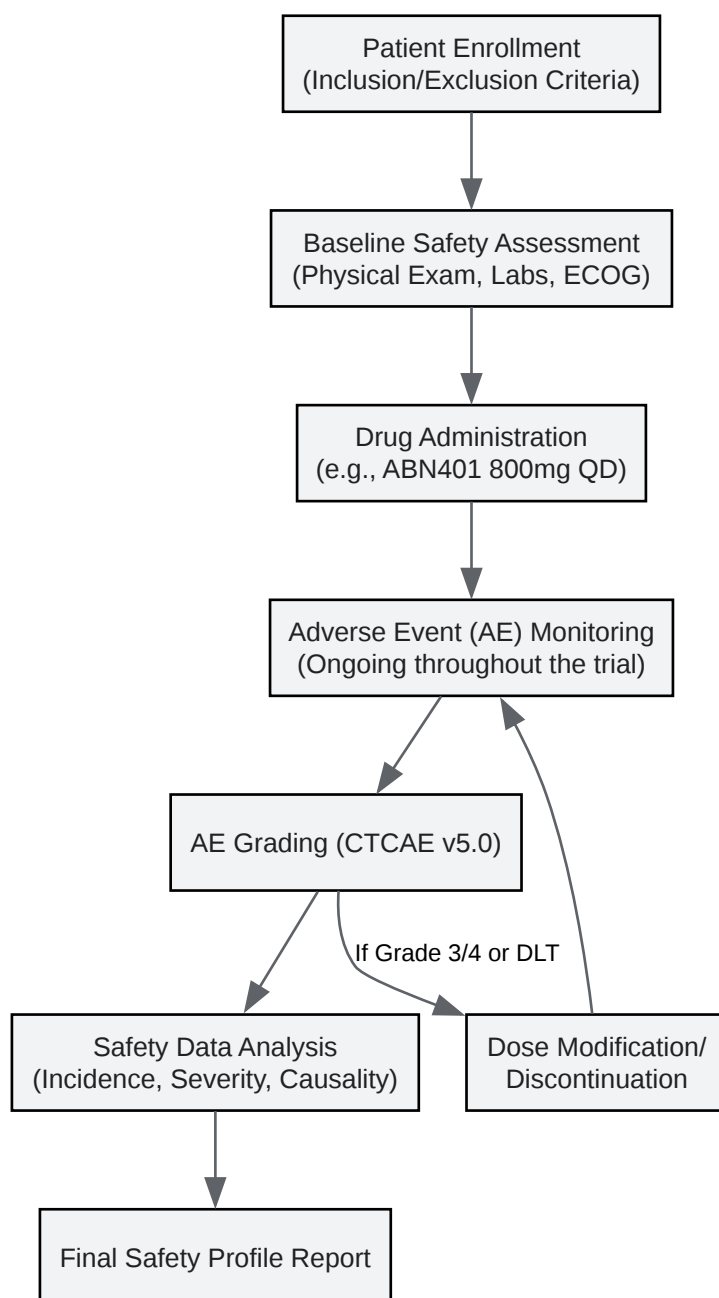 Patient Enrollment
(Inclusion/Exclusion Criteria)
Baseline Safety Assessment
(Physical Exam, Labs, ECOG)
Drug Administration
(e.g., ABN401 800mg QD)
Adverse Event (AE) Monitoring
(Ongoing throughout the trial)
AE Grading (CTCAE v5.0)
If Grade 3/4 or DLT
Safety Data Analysis
(Incidence, Severity, Causality)
Dose Modification/
Discontinuation
Final Safety Profile Report